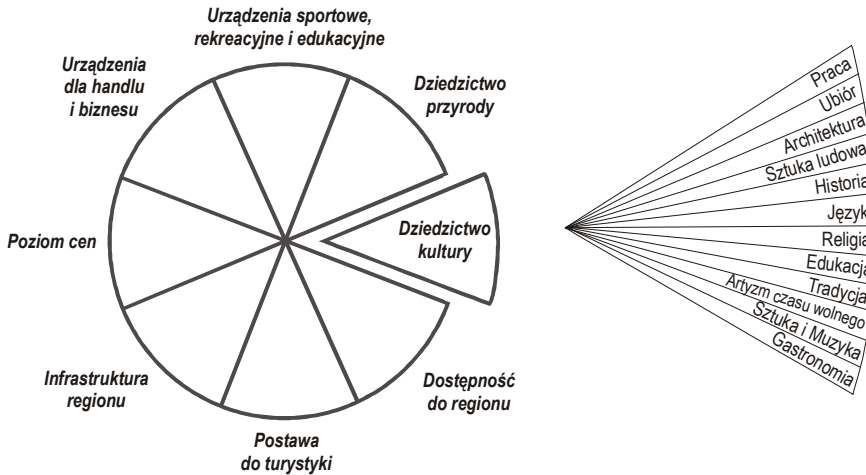 Urządzenia sportowe,
rekreacyjne i edukacyjne
Urządzenia
dla handlu
i biznesu
Dziedzictwo
przyrody
Poziom cen
Dziedzictwo
kultury
Infrastruktura
regionu
Dostępność
do regionu
Postawa
do turystyki
Praca
Ubiór
Architektura
Sztuka ludowa
Historia
Język
Religia
Edukacja
Tradycja
Artyzm czasu wolnego
Sztuka i Muzyka
Gastronomia